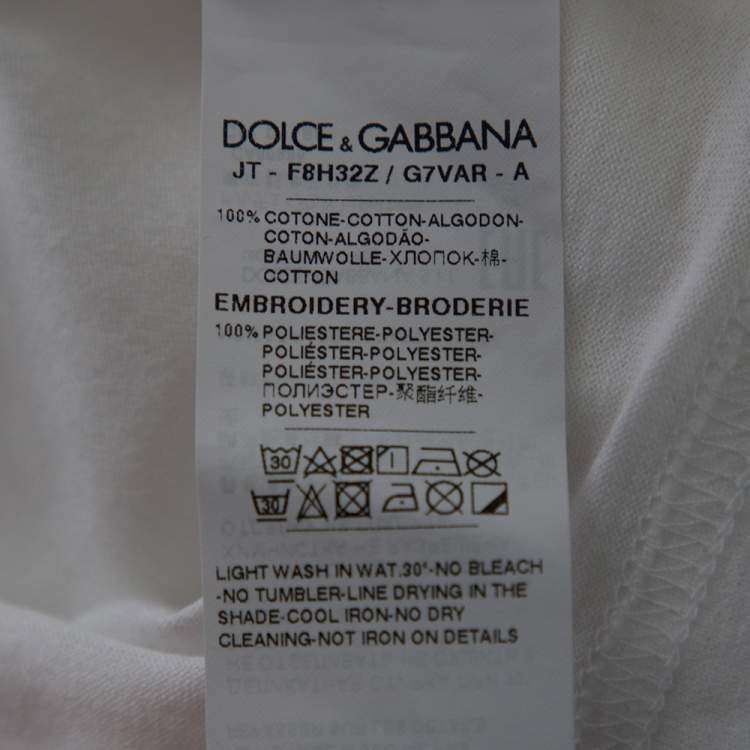 DOLCE & GABBANA
JT - F8H32Z / G7VAR - A
100% COTONE-COTTON-ALGODON-
COTON-ALGODÃO-
BAUMWOLLE-ХЛОПОК-棉-
COTTON
EMBROIDERY-BRODERIE
100% POLIESTERE-POLYESTER-
POLIÉSTER-POLYESTER-
POLIÉSTER-POLYESTER-
ПОЛИЭСТЕР-聚酯纤维-
POLYESTER
30
30
LIGHT WASH IN WAT.30°-NO BLEACH
-NO TUMBLER-LINE DRYING IN THE
SHADE-COOL IRON-NO DRY
CLEANING-NOT IRON ON DETAILS